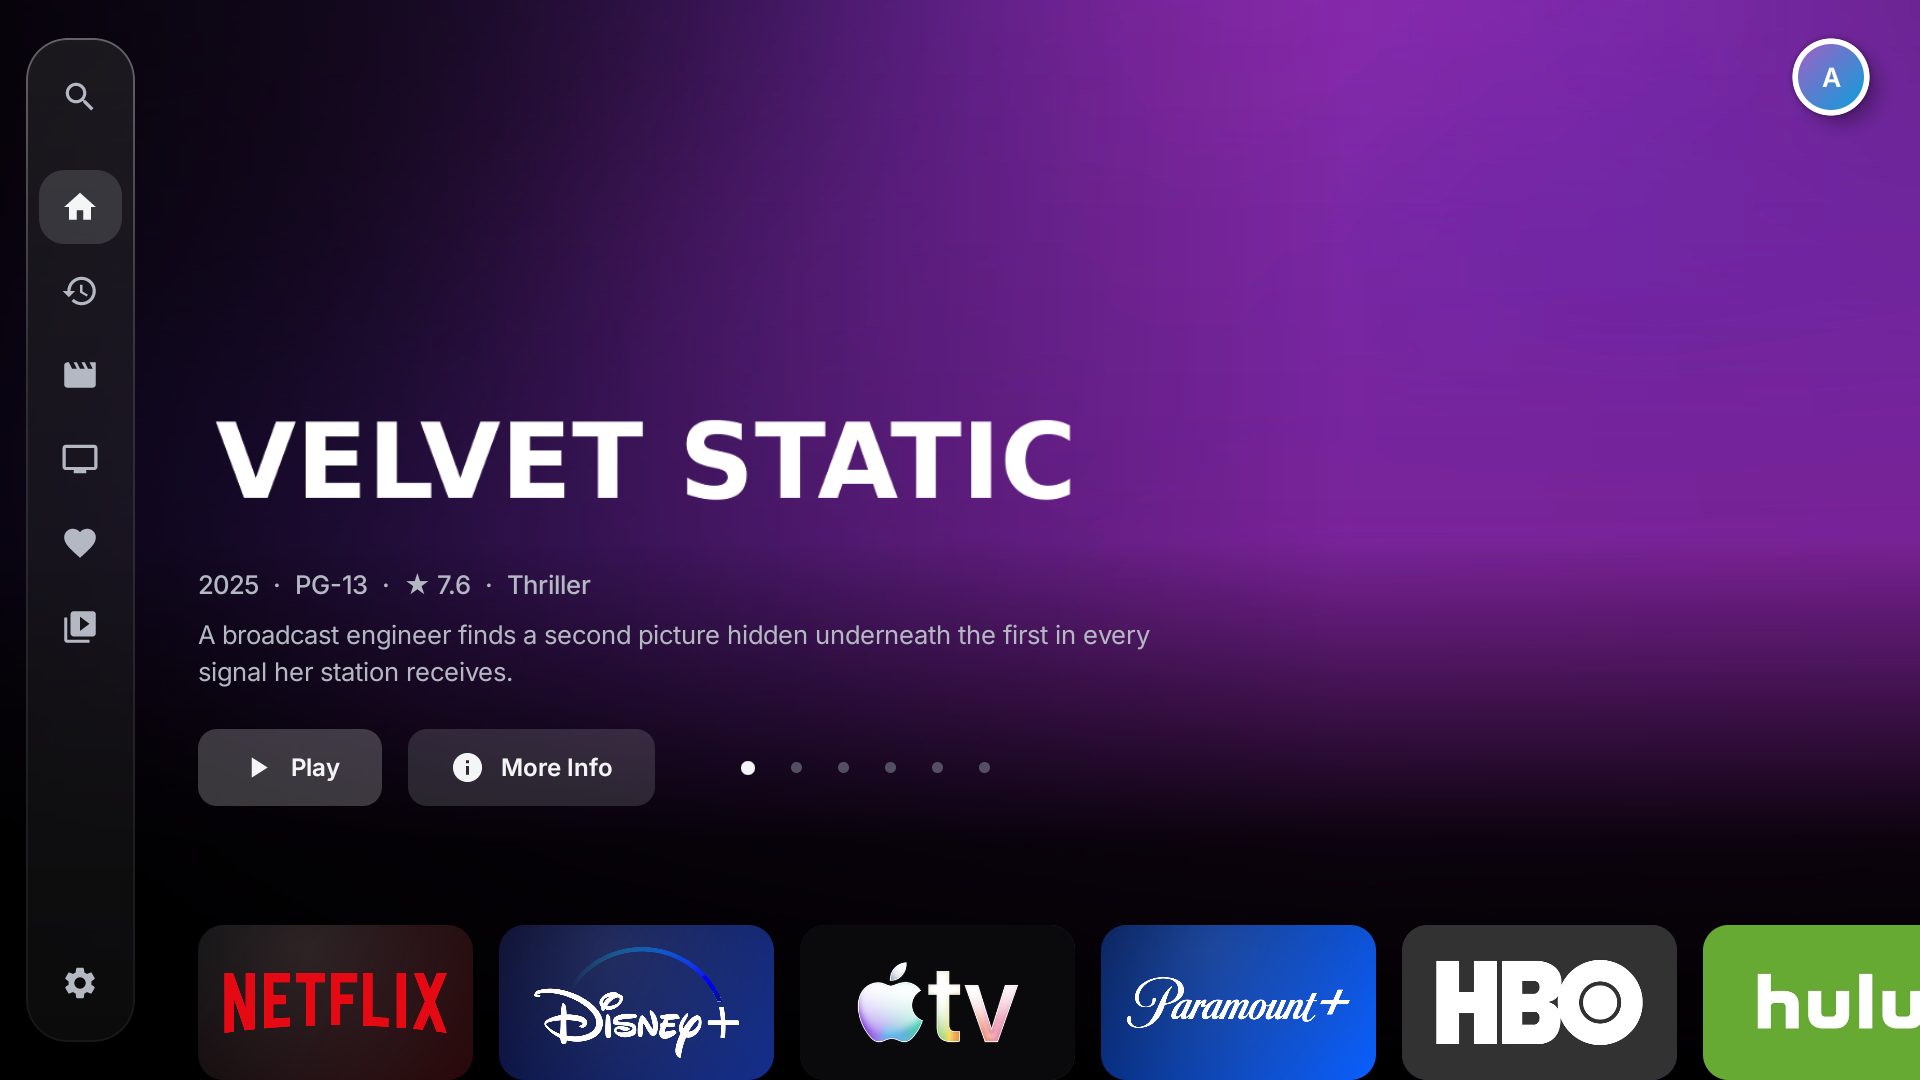 A
VELVET STATIC
2025 · PG-13 · ★ 7.6 · Thriller
A broadcast engineer finds a second picture hidden underneath the first in every
signal her station receives.
Play
More Info
NETFLIX
Disney+
tv
Paramount+
HBO
hulu